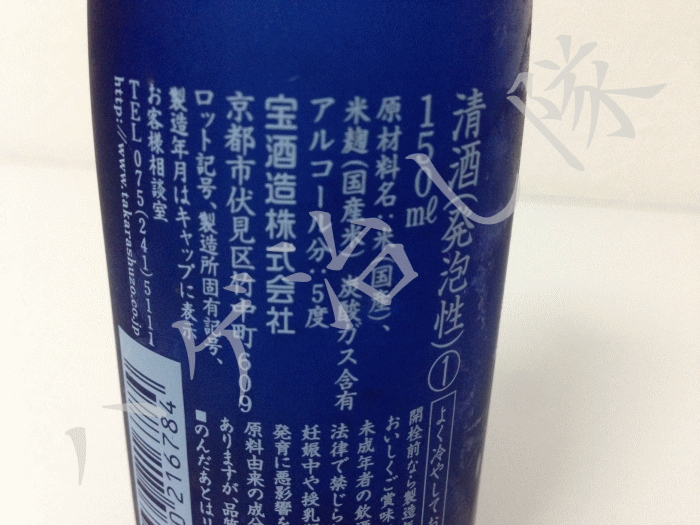 清酒(発泡性)①
150ml
原材料名:米(国産)、
米麹(国産米) 炭酸ガス含有
アルコール分:5度
宝酒造株式会社
京都市伏見区竹中町609
ロット記号、製造所固有記号、
製造年月はキャップに表示
お客様相談室
TEL 075(241)5111
http://www.takarashuzo.co.jp
よく冷やしてお
開栓前なら製造
おいしくご賞味
未成年者の飲酒
法律で禁じら
妊娠中や授乳
発育に悪影響を
原料由来の成分
ありますが、品質
■のんだあとはリ
0216784